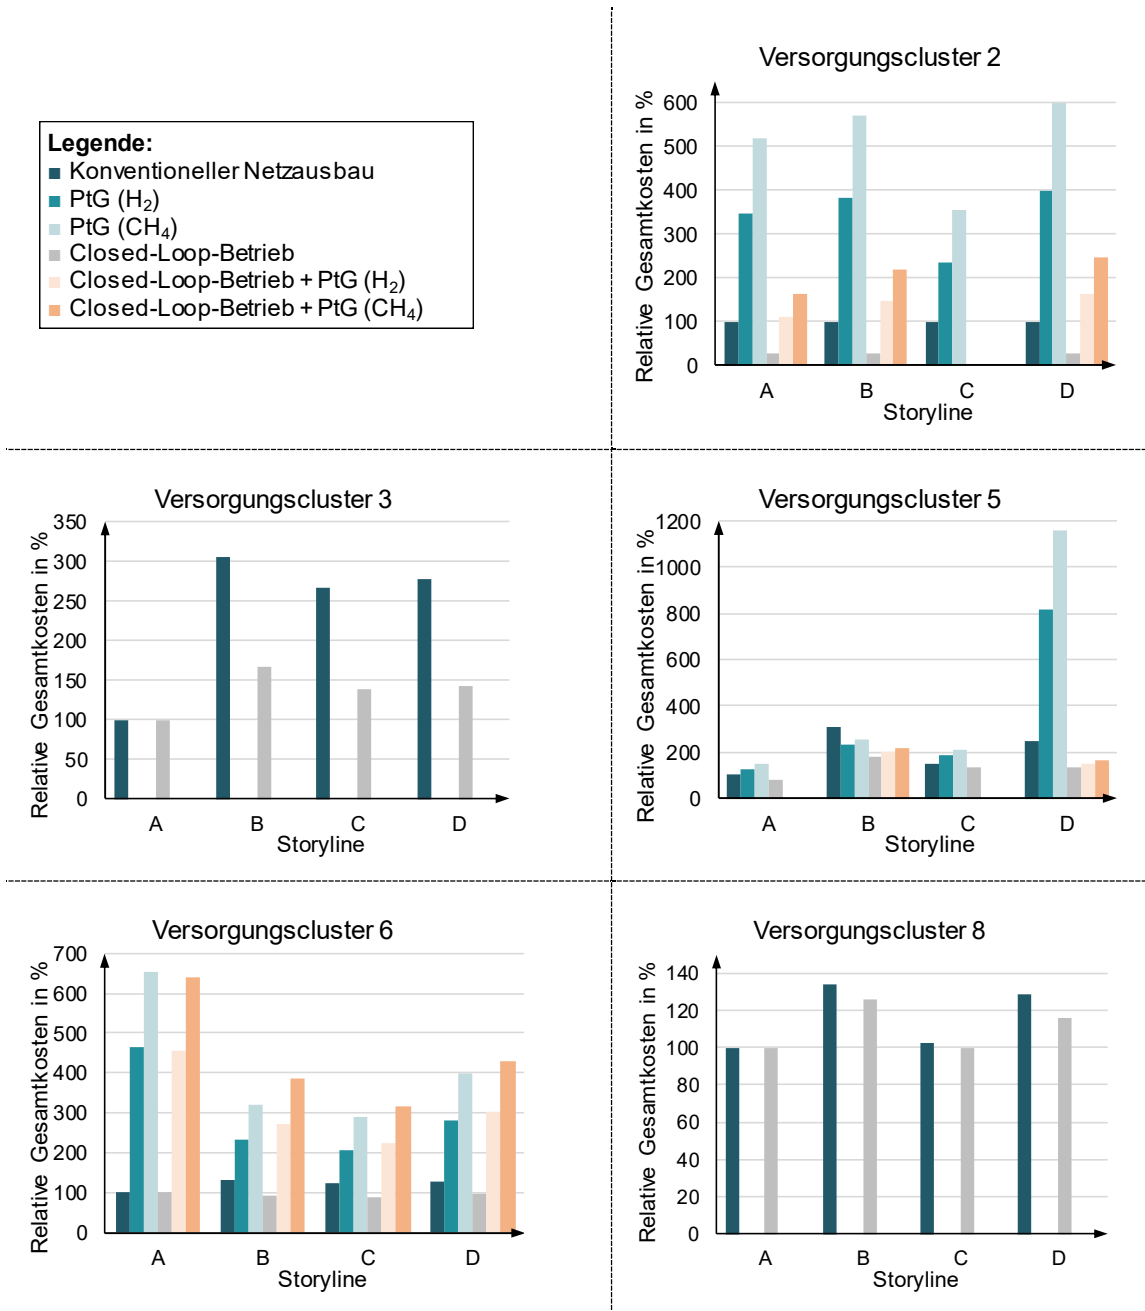 Legende:
Konventioneller Netzausbau
PtG (H₂)
PtG (CH₄)
Closed-Loop-Betrieb
Closed-Loop-Betrieb + PtG (H₂)
Closed-Loop-Betrieb + PtG (CH₄)
Versorgungscluster 2
Relative Gesamtkosten in %
600
500
400
300
200
100
0
A B C D
Storyline
Versorgungscluster 3
Relative Gesamtkosten in %
350
300
250
200
150
100
50
0
A B C D
Storyline
Versorgungscluster 5
Relative Gesamtkosten in %
1200
1000
800
600
400
200
0
A B C D
Storyline
Versorgungscluster 6
Relative Gesamtkosten in %
700
600
500
400
300
200
100
0
A B C D
Storyline
Versorgungscluster 8
Relative Gesamtkosten in %
140
120
100
80
60
40
20
0
A B C D
Storyline